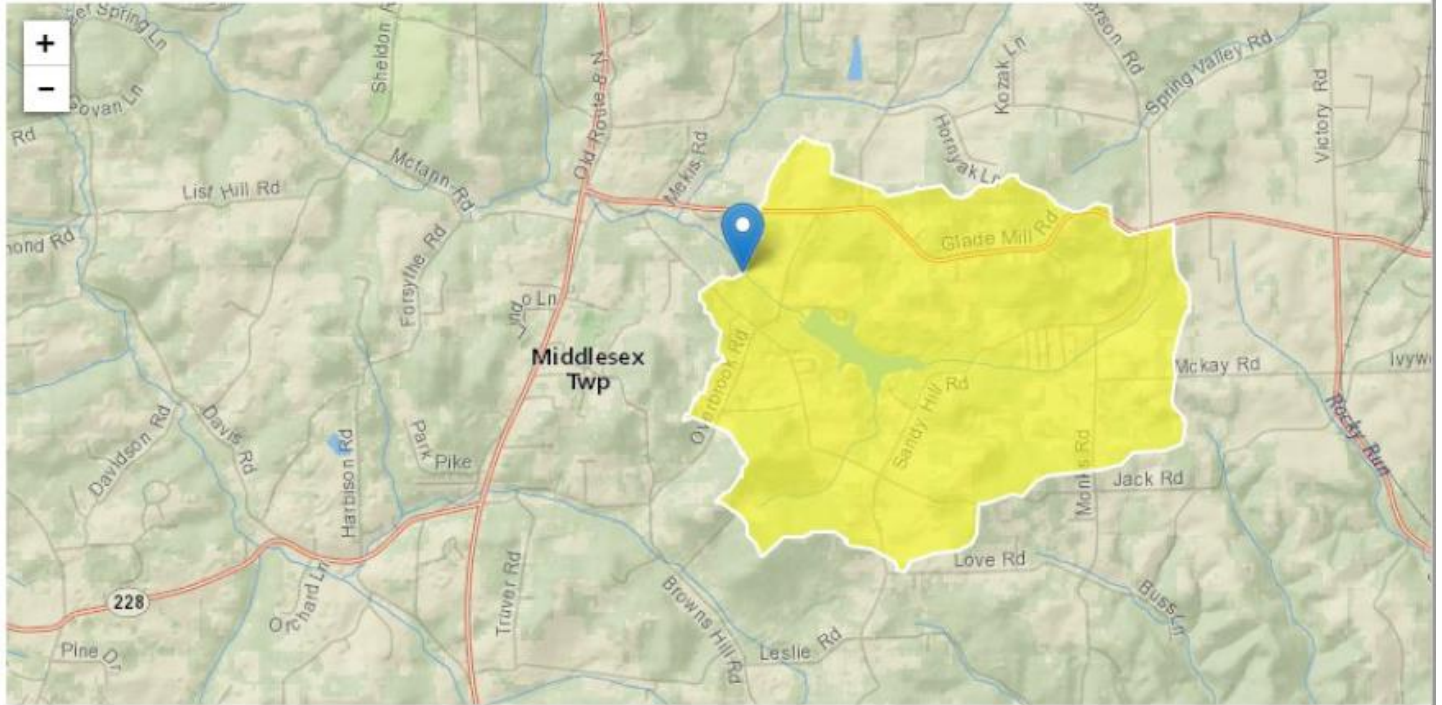 +
−
Spring Ln
Rd
Sheldon
Old Route 8 N
Mekis Rd
Kozak Ln
Rd
Spring Valley Rd
Victory Rd
Hornyak Ln
Mcfann Rd
List Hill Rd
Rd
Forsythe Rd
Glade Mill Rd
Ln
Middlesex
Twp
Overbrook Rd
Mckay Rd
Sandy Hill Rd
Rocky Run
Davidson Rd
Davis Rd
Harbison Rd
Park
Pike
Monks Rd
Jack Rd
Love Rd
228
Orchard Ln
Truver Rd
Browns Hill Rd
Buss Ln
Leslie Rd
Pine Dr